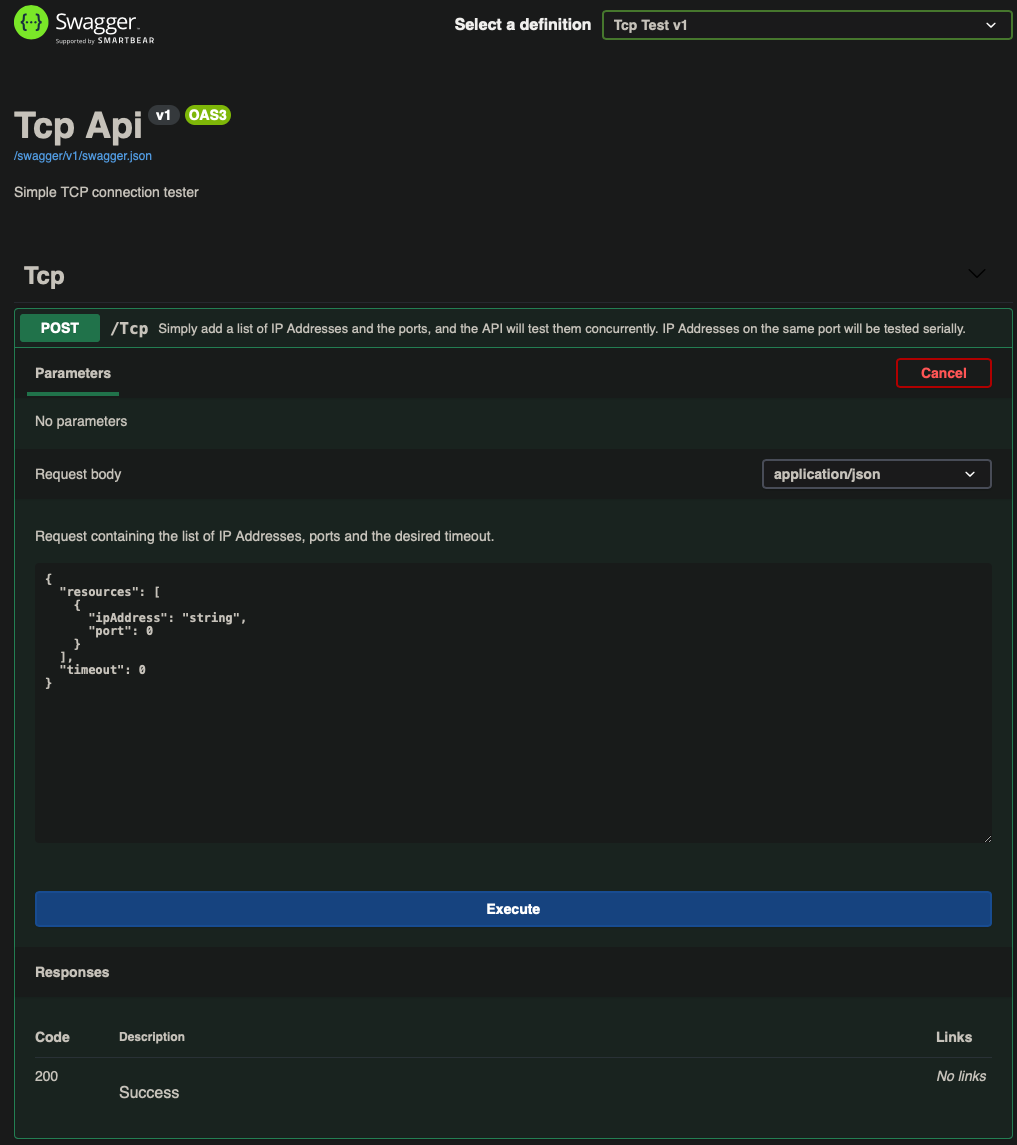 {···} Swagger.
Supported by SMARTBEAR
Select a definition
Tcp Test v1
Tcp Api v1 OAS3
/swagger/v1/swagger.json
Simple TCP connection tester
Tcp
POST /Tcp Simply add a list of IP Addresses and the ports, and the API will test them concurrently. IP Addresses on the same port will be tested serially.
Parameters
Cancel
No parameters
Request body
application/json
Request containing the list of IP Addresses, ports and the desired timeout.
{
  "resources": [
    {
      "ipAddress": "string",
      "port": 0
    }
  ],
  "timeout": 0
}
Execute
Responses
Code Description Links
200 Success No links